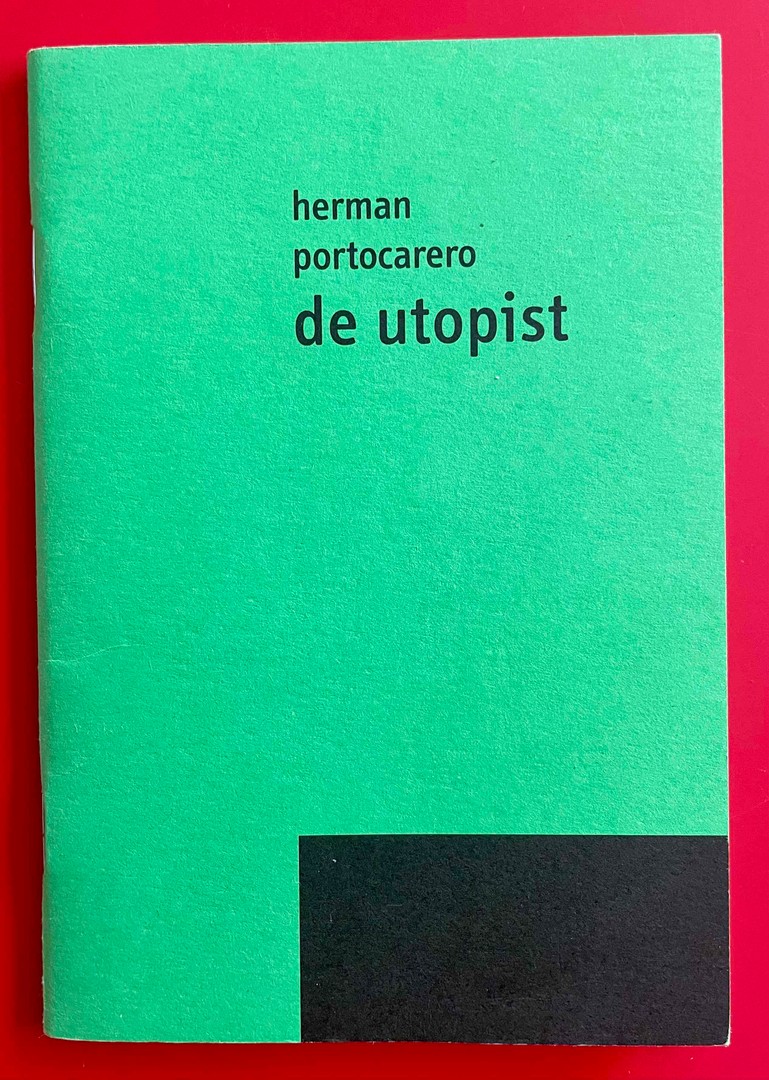 herman
portocarero
de utopist